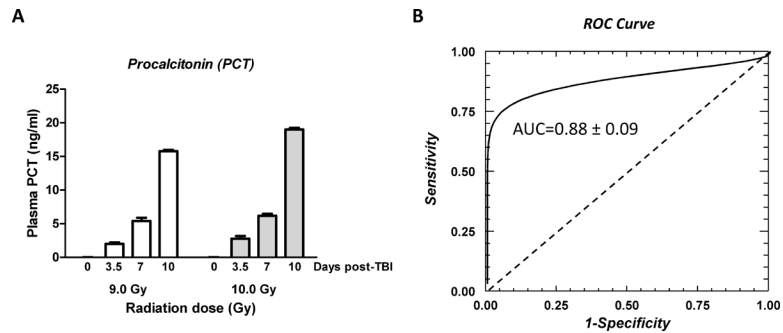 A
Procalcitonin (PCT)
Plasma PCT (ng/ml)
25
20
15
10
5
0
0 3.5 7 10 0 3.5 7 10 Days post-TBI
9.0 Gy 10.0 Gy
Radiation dose (Gy)
B
ROC Curve
Sensitivity
1.00
0.75
0.50
0.25
0.00
AUC=0.88 ± 0.09
0.00 0.25 0.50 0.75 1.00
1-Specificity